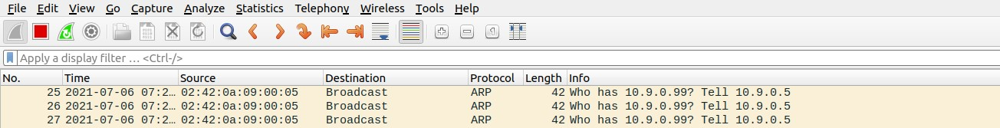 File Edit View Go Capture Analyze Statistics Telephony Wireless Tools Help
Apply a display filter … <Ctrl-/>
No. Time Source Destination Protocol Length Info
25 2021-07-06 07:2… 02:42:0a:09:00:05 Broadcast ARP 42 Who has 10.9.0.99? Tell 10.9.0.5
26 2021-07-06 07:2… 02:42:0a:09:00:05 Broadcast ARP 42 Who has 10.9.0.99? Tell 10.9.0.5
27 2021-07-06 07:2… 02:42:0a:09:00:05 Broadcast ARP 42 Who has 10.9.0.99? Tell 10.9.0.5